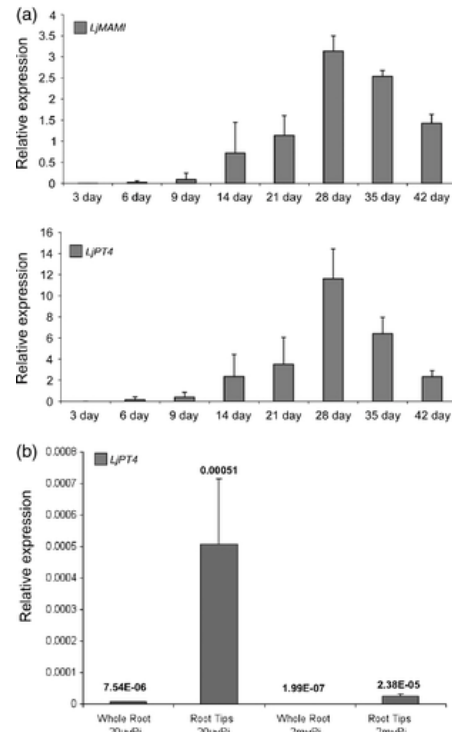 (a)
LjMAMI
Relative expression
4
3.5
3
2.5
2
1.5
1
0.5
0
3 day 6 day 9 day 14 day 21 day 28 day 35 day 42 day
LjPT4
Relative expression
16
14
12
10
8
6
4
2
0
3 day 6 day 9 day 14 day 21 day 28 day 35 day 42 day
(b)
LjPT4
Relative expression
0.0008
0.0007
0.0006
0.0005
0.0004
0.0003
0.0002
0.0001
0
7.54E-06
0.00051
1.99E-07
2.38E-05
Whole Root Root Tips Whole Root Root Tips